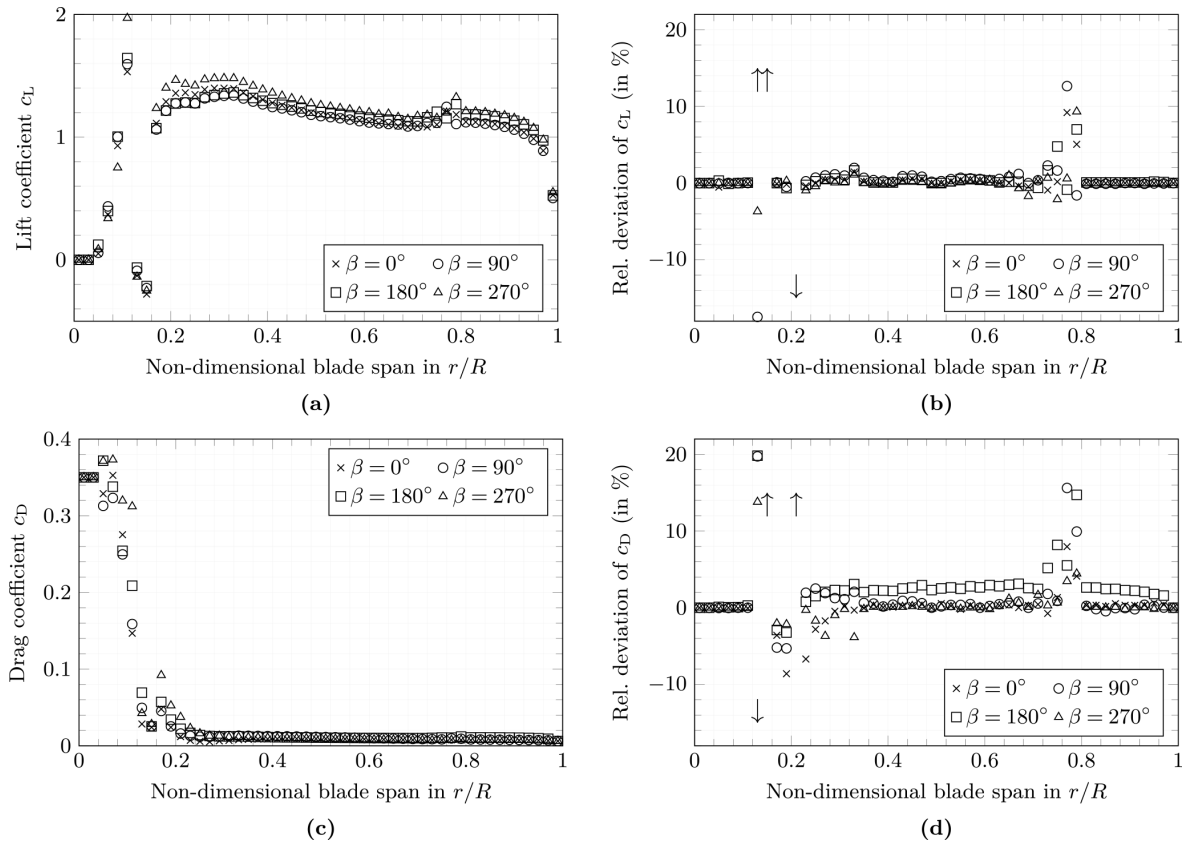 2
1
0
Lift coefficient c_L
β = 0° β = 90°
β = 180° β = 270°
0 0.2 0.4 0.6 0.8 1
Non-dimensional blade span in r/R
(a)
20
10
0
−10
Rel. deviation of c_L (in %)
β = 0° β = 90°
β = 180° β = 270°
0 0.2 0.4 0.6 0.8 1
Non-dimensional blade span in r/R
(b)
0.4
0.3
0.2
0.1
0
Drag coefficient c_D
β = 0° β = 90°
β = 180° β = 270°
0 0.2 0.4 0.6 0.8 1
Non-dimensional blade span in r/R
(c)
20
10
0
−10
Rel. deviation of c_D (in %)
β = 0° β = 90°
β = 180° β = 270°
0 0.2 0.4 0.6 0.8 1
Non-dimensional blade span in r/R
(d)